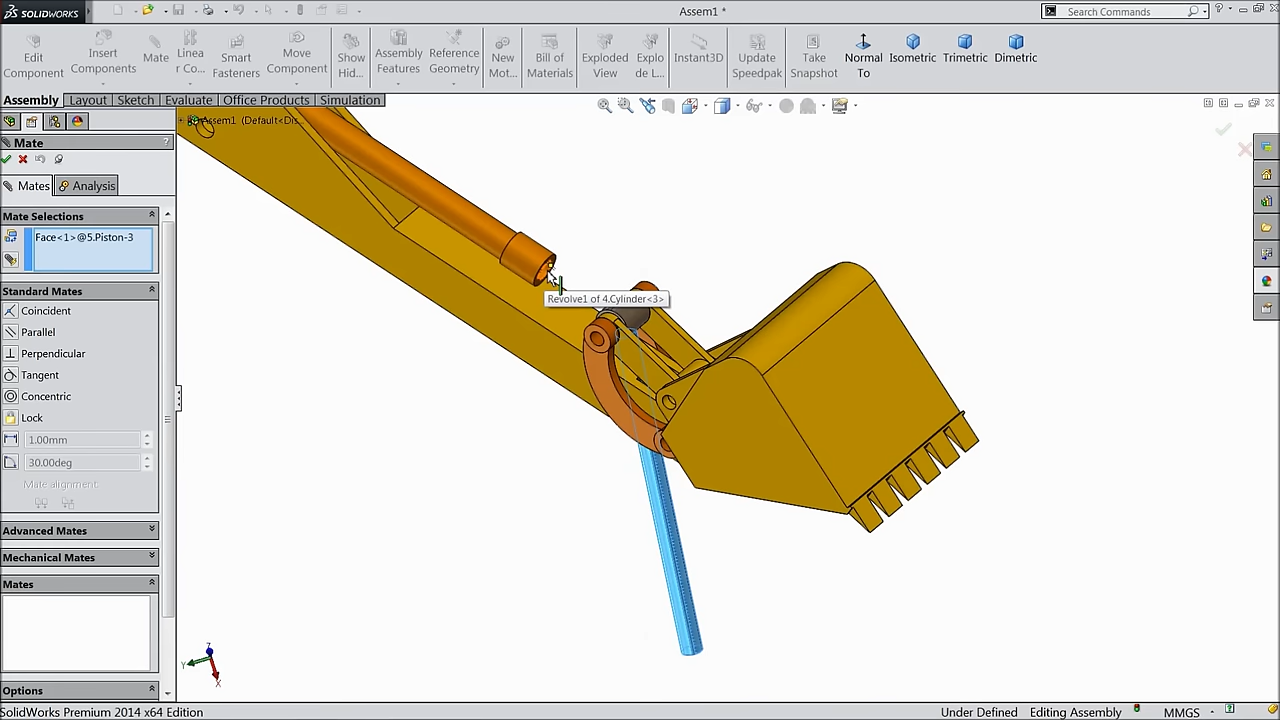 SOLIDWORKS
Assem1 *
Search Commands
Edit Component
Insert Components
Mate
Linea r Co...
Smart Fasteners
Move Component
Show Hid...
Assembly Features
Reference Geometry
New Mot...
Bill of Materials
Exploded View
Explo de L...
Instant3D
Update Speedpak
Take Snapshot
Normal To
Isometric
Trimetric
Dimetric
Assembly
Layout
Sketch
Evaluate
Office Products
Simulation
Assem1 (Default<Dis...
Mate
?
Mates
Analysis
Mate Selections
Face<1>@5.Piston-3
Standard Mates
Coincident
Parallel
Perpendicular
Tangent
Concentric
Lock
1.00mm
30.00deg
Mate alignment:
Advanced Mates
Mechanical Mates
Mates
Options
Revolve1 of 4.Cylinder<3>
Z
Y
X
SolidWorks Premium 2014 x64 Edition
Under Defined
Editing Assembly
MMGS